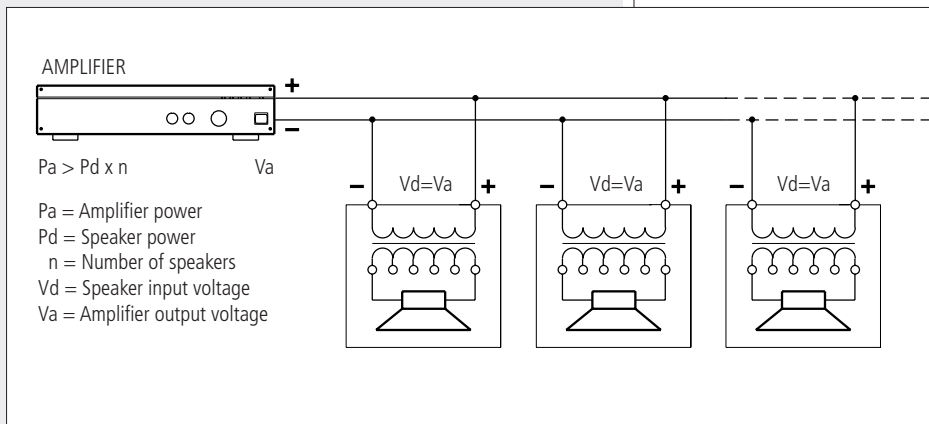 AMPLIFIER
+
−
Pa > Pd x n Va
− Vd=Va + − Vd=Va + − Vd=Va +
Pa = Amplifier power
Pd = Speaker power
n = Number of speakers
Vd = Speaker input voltage
Va = Amplifier output voltage